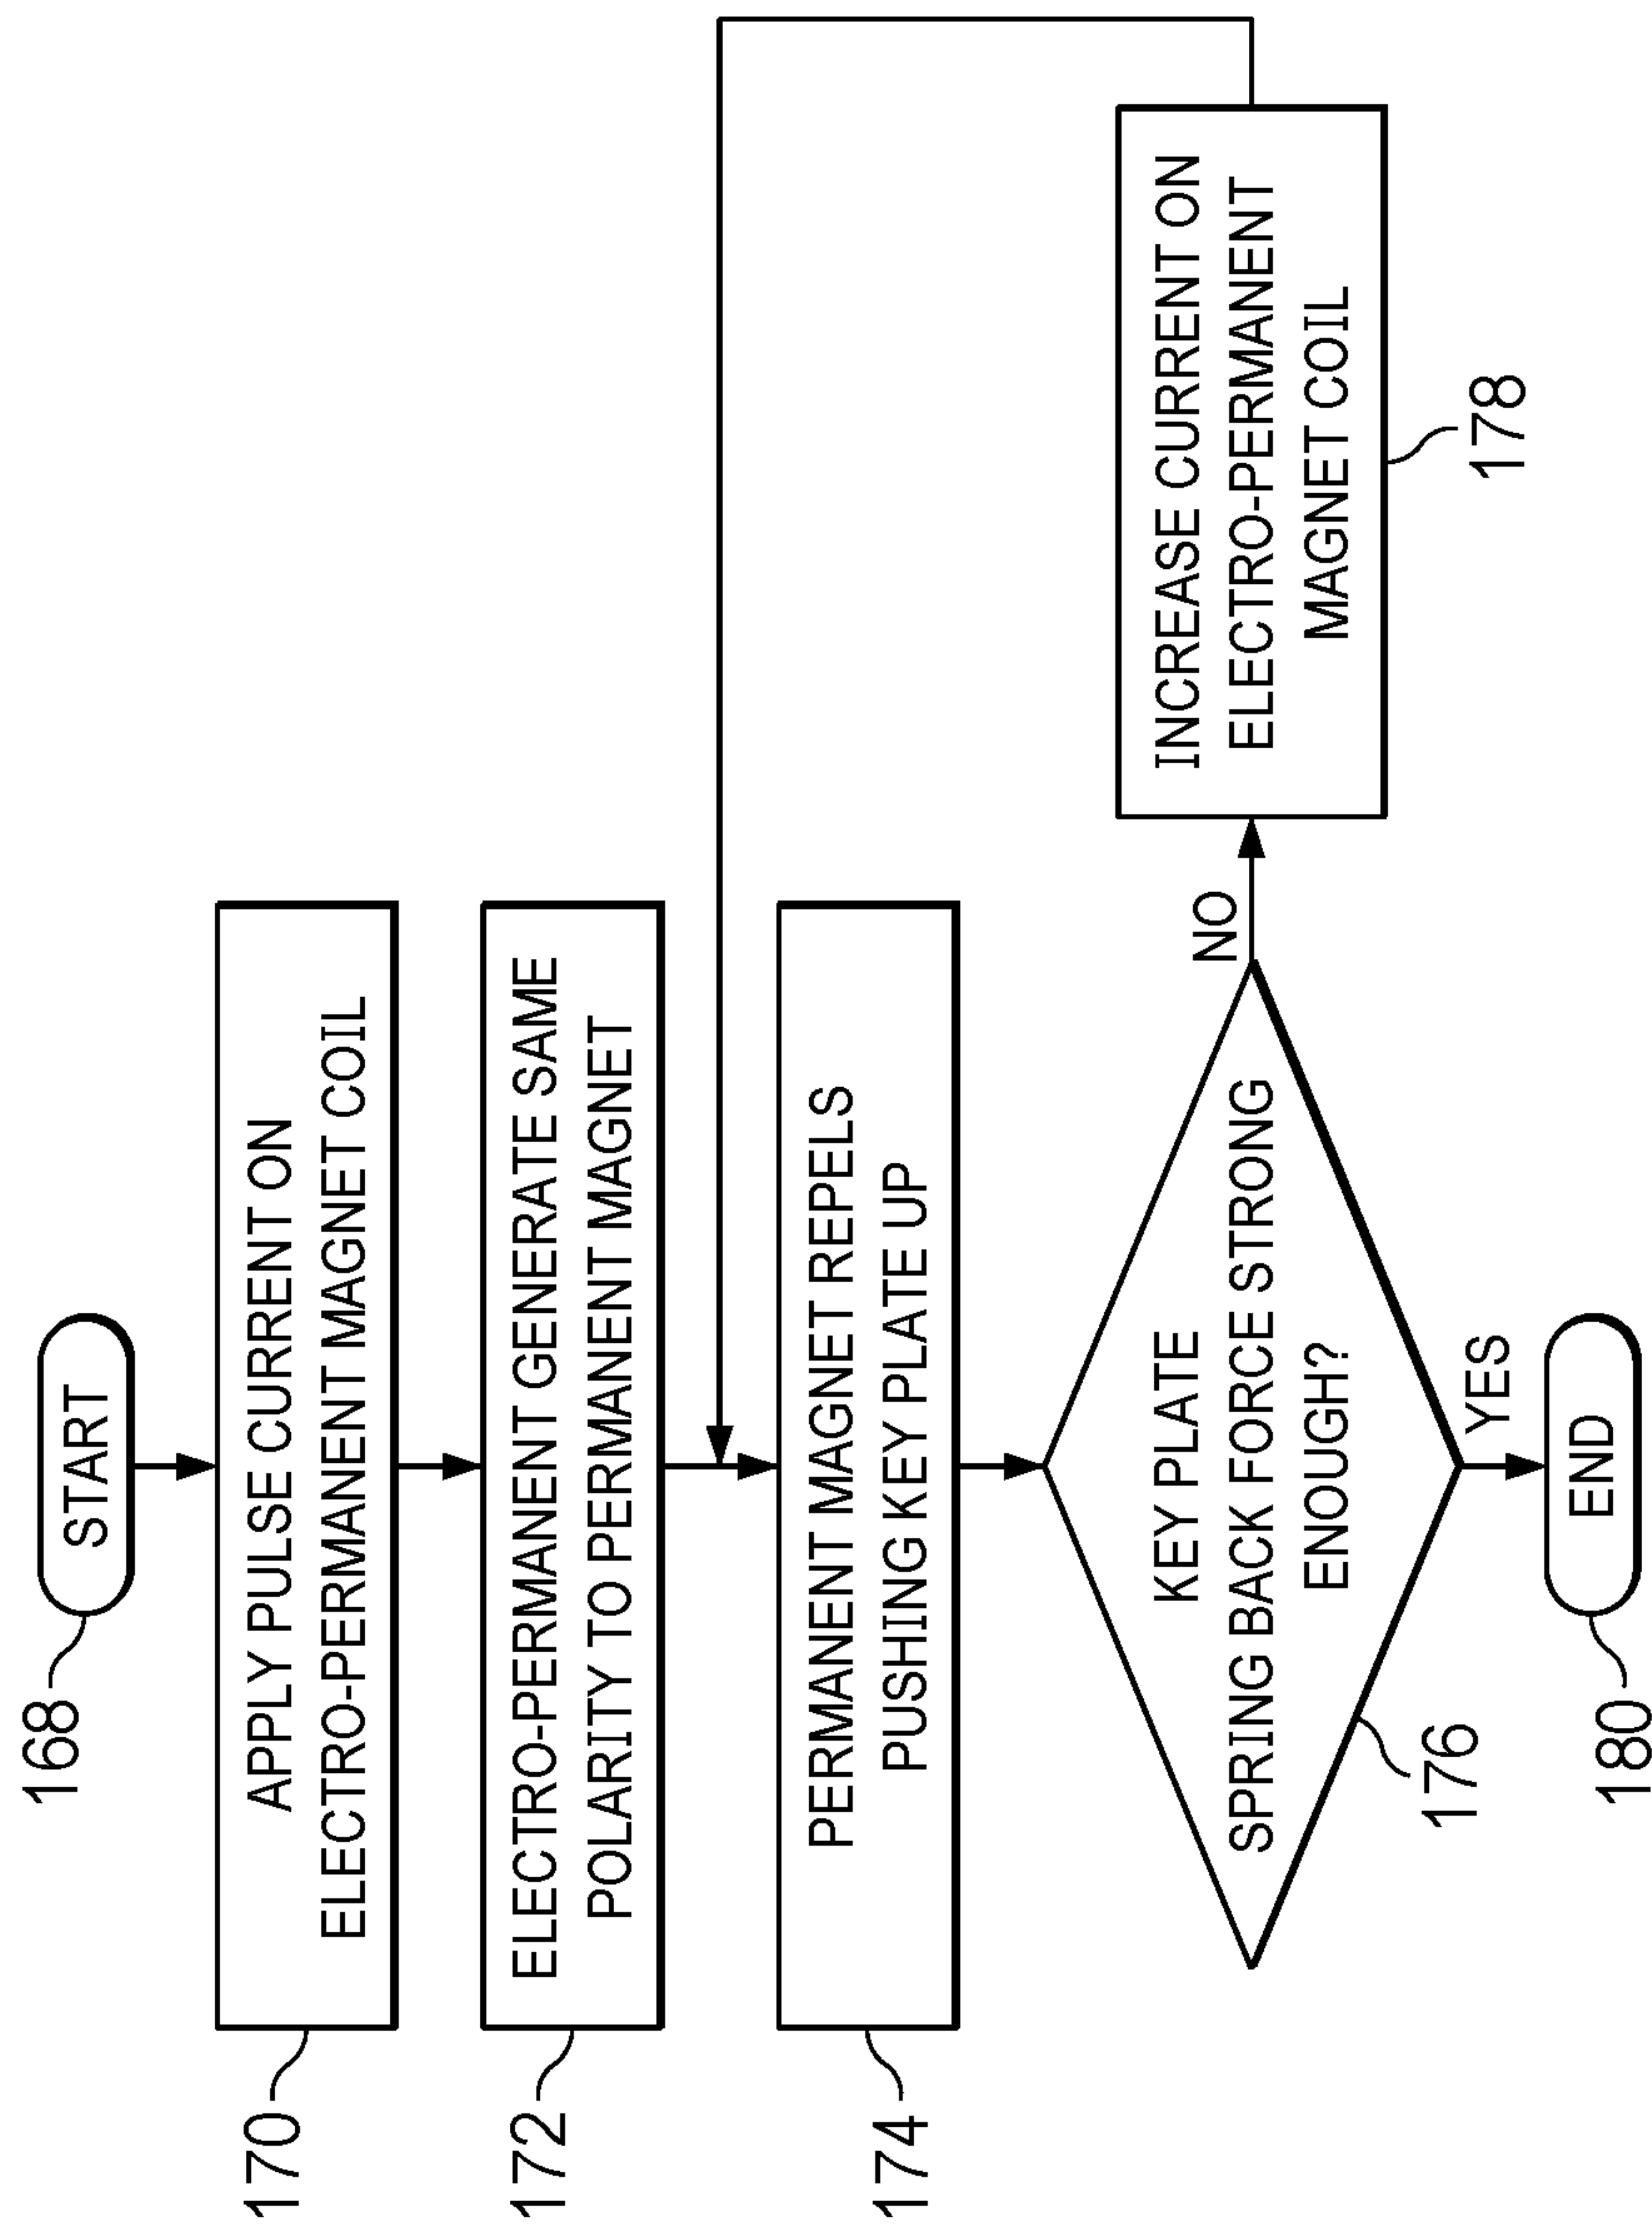 168
START
170
APPLY PULSE CURRENT ON
ELECTRO-PERMANENT MAGNET COIL
172
ELECTRO-PERMANENT GENERATE SAME
POLARITY TO PERMANENT MAGNET
174
PERMANENT MAGNET REPELS
PUSHING KEY PLATE UP
KEY PLATE
SPRING BACK FORCE STRONG
ENOUGH?
176
NO
INCREASE CURRENT ON
ELECTRO-PERMANENT
MAGNET COIL
178
YES
180
END